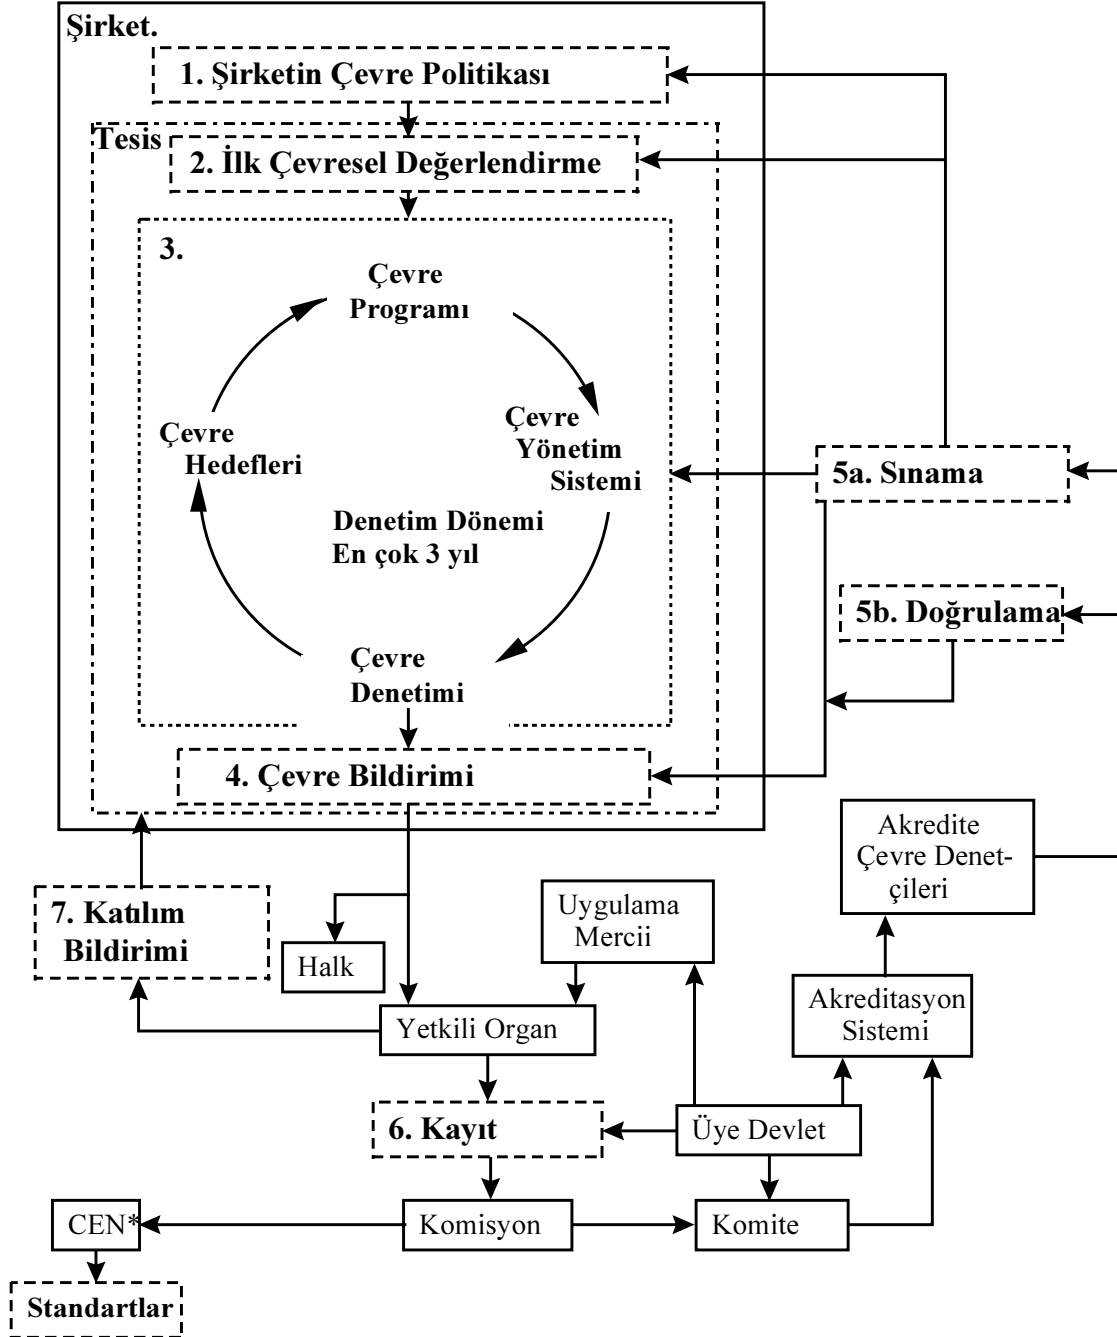 Şirket.
1. Şirketin Çevre Politikası
Tesis
2. İlk Çevresel Değerlendirme
3.
Çevre
Programı
Çevre
Hedefleri
Çevre
Yönetim
Sistemi
Denetim Dönemi
En çok 3 yıl
Çevre
Denetimi
4. Çevre Bildirimi
5a. Sınama
5b. Doğrulama
Akredite
Çevre Denet-
çileri
7. Katılım
Bildirimi
Halk
Uygulama
Mercii
Yetkili Organ
Akreditasyon
Sistemi
6. Kayıt
Üye Devlet
CEN*
Komisyon
Komite
Standartlar